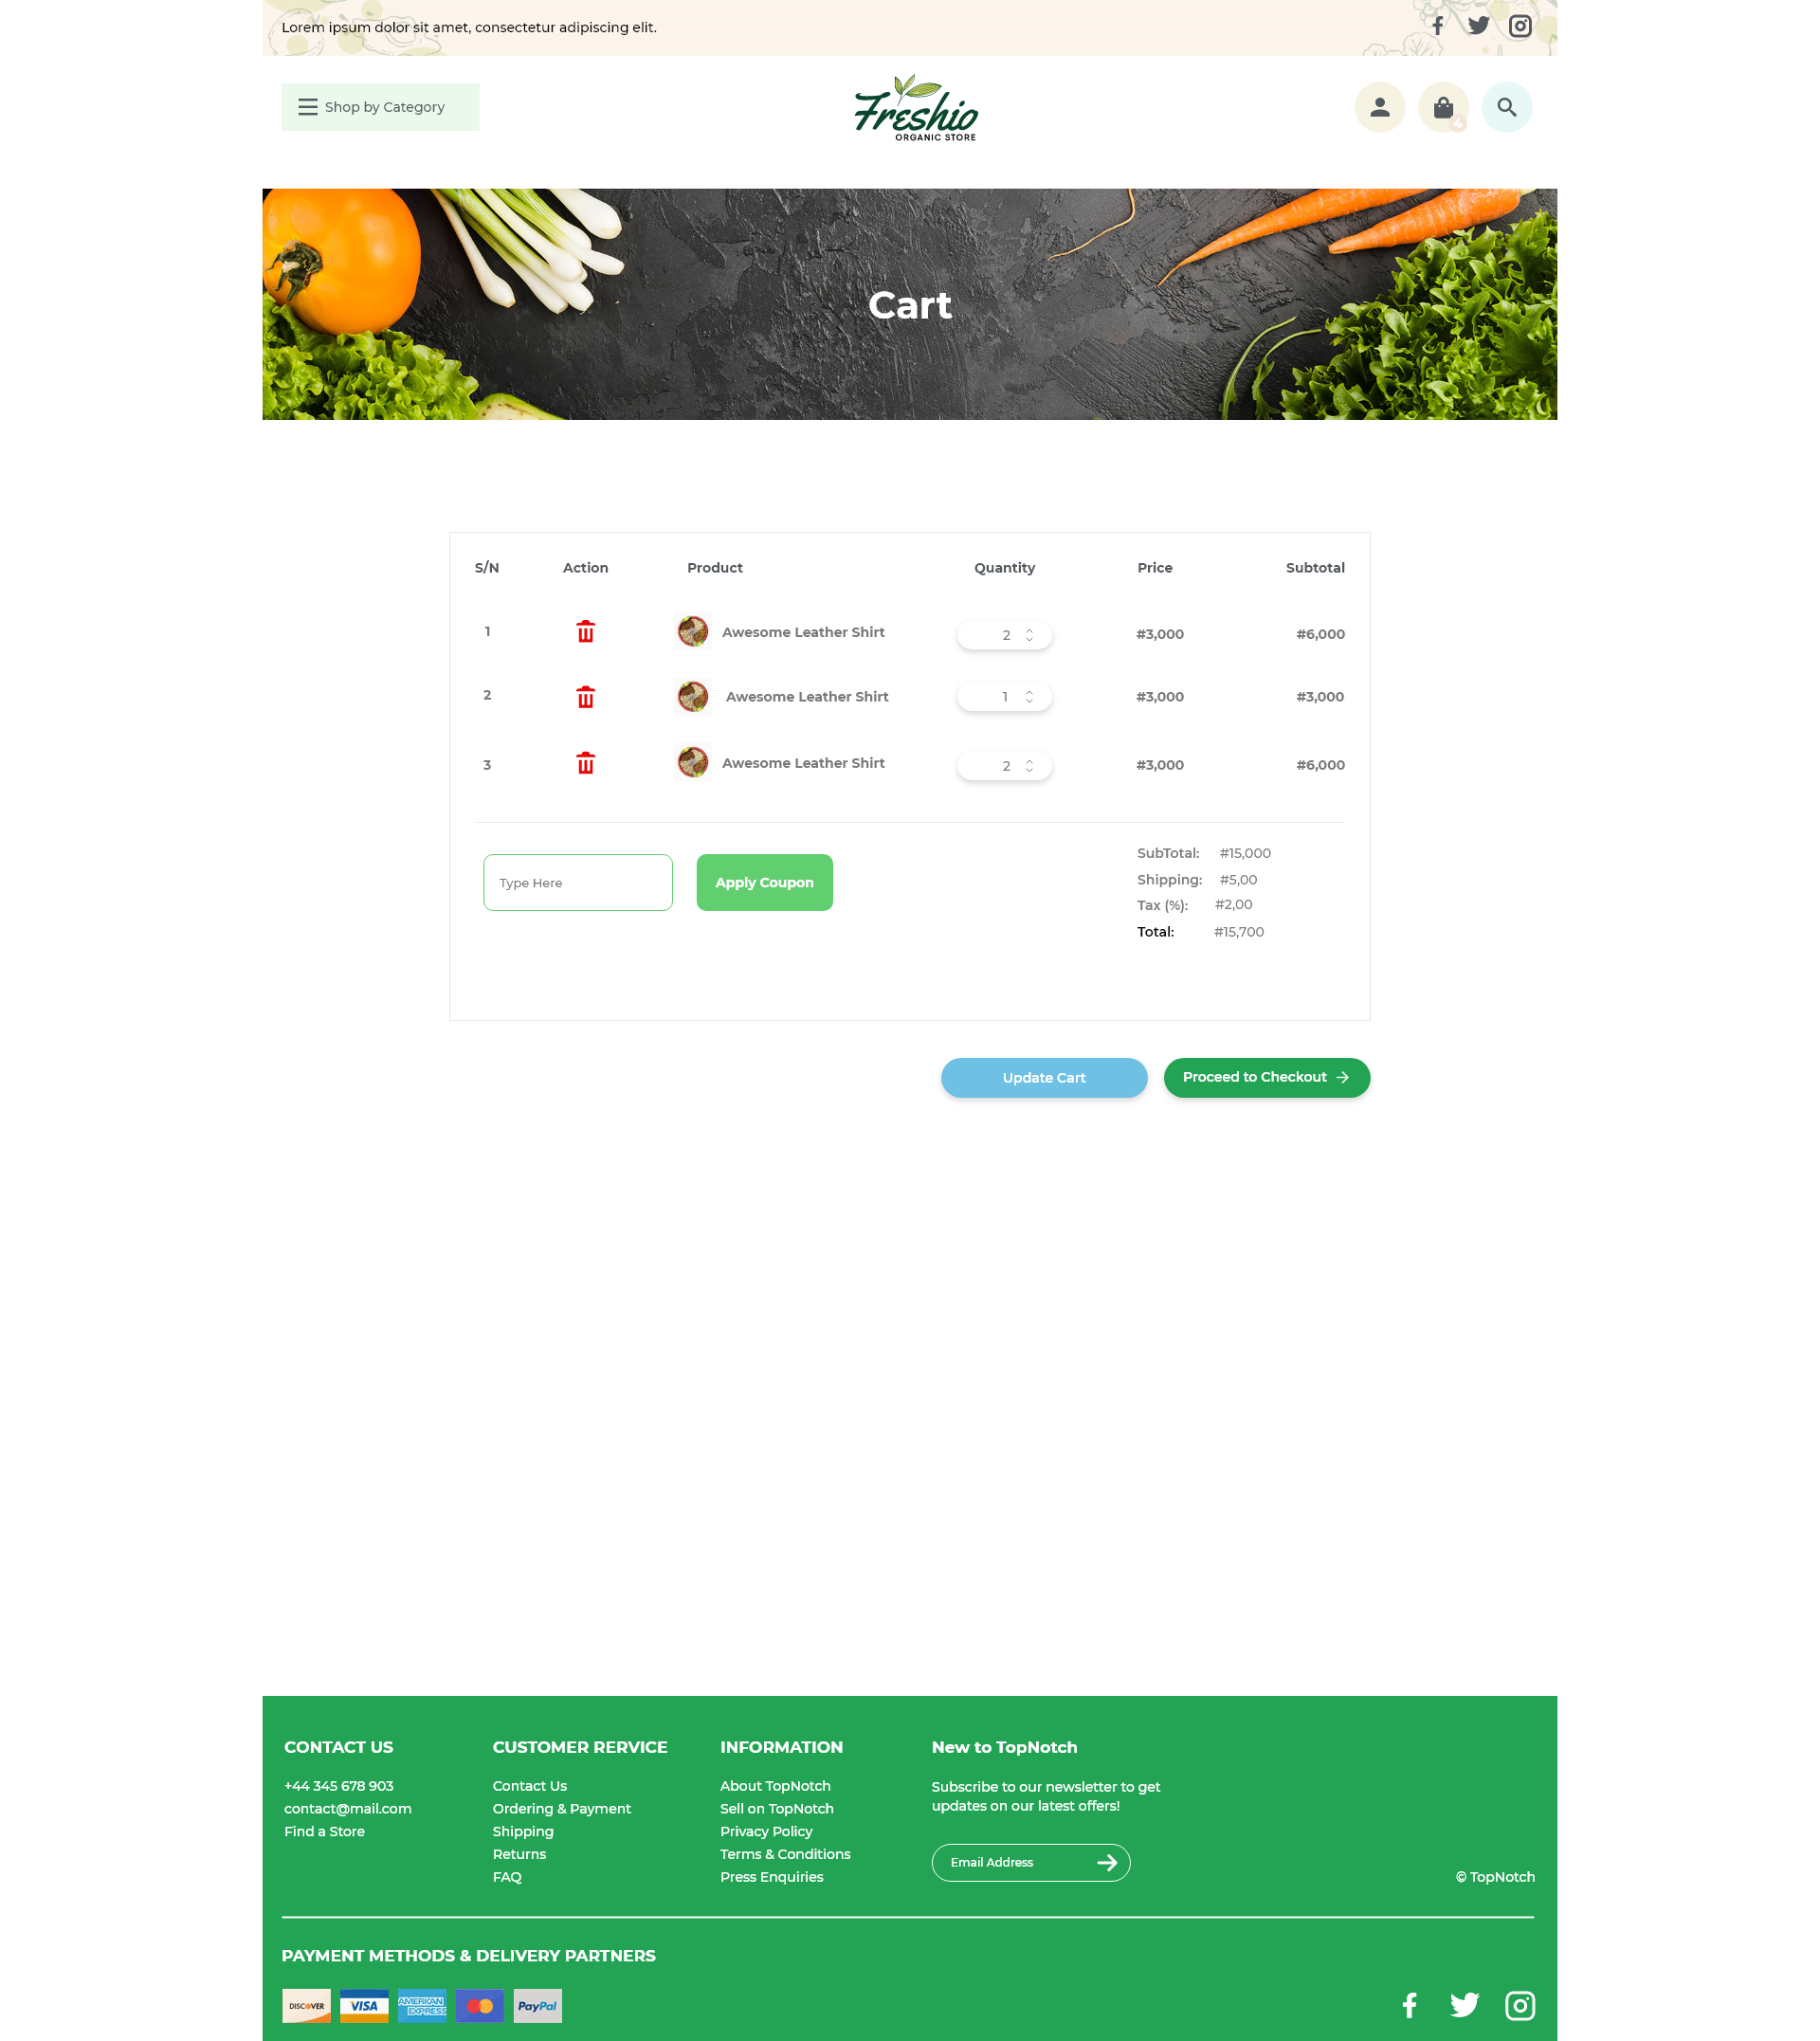 Lorem ipsum dolor sit amet, consectetur adipiscing elit.
Shop by Category
Freshio
ORGANIC STORE
4
Cart
S/N Action Product Quantity Price Subtotal
1 Awesome Leather Shirt 2 #3,000 #6,000
2 Awesome Leather Shirt 1 #3,000 #3,000
3 Awesome Leather Shirt 2 #3,000 #6,000
Type Here
Apply Coupon
SubTotal: #15,000
Shipping: #5,00
Tax (%): #2,00
Total: #15,700
Update Cart
Proceed to Checkout
CONTACT US
+44 345 678 903
contact@mail.com
Find a Store
CUSTOMER RERVICE
Contact Us
Ordering & Payment
Shipping
Returns
FAQ
INFORMATION
About TopNotch
Sell on TopNotch
Privacy Policy
Terms & Conditions
Press Enquiries
New to TopNotch
Subscribe to our newsletter to get
updates on our latest offers!
Email Address
© TopNotch
PAYMENT METHODS & DELIVERY PARTNERS
DISCOVER
VISA
AMERICAN
EXPRESS
PayPal